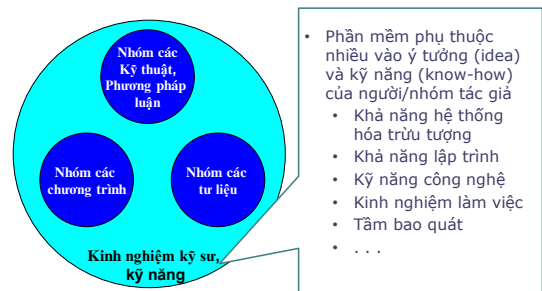 Nhóm các
Kỹ thuật,
Phương pháp
luận
Nhóm các
chương trình
Nhóm các
tư liệu
Kinh nghiệm kỹ sư,
kỹ năng
• Phần mềm phụ thuộc
nhiều vào ý tưởng (idea)
và kỹ năng (know-how)
của người/nhóm tác giả
• Khả năng hệ thống
hóa trừu tượng
• Khả năng lập trình
• Kỹ năng công nghệ
• Kinh nghiệm làm việc
• Tầm bao quát
• . . .